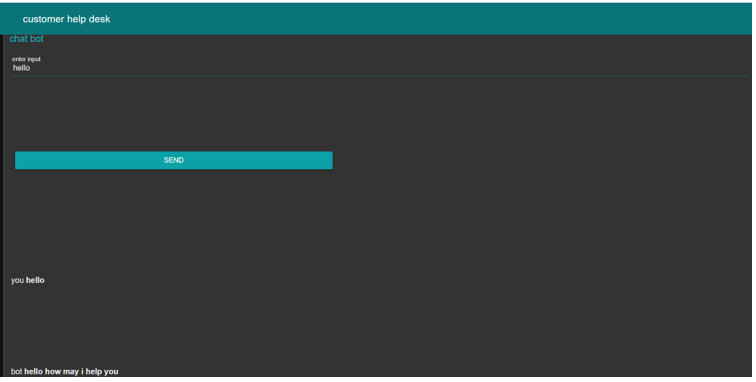 customer help desk
chat bot
enter input
hello
SEND
you hello
bot hello how may i help you